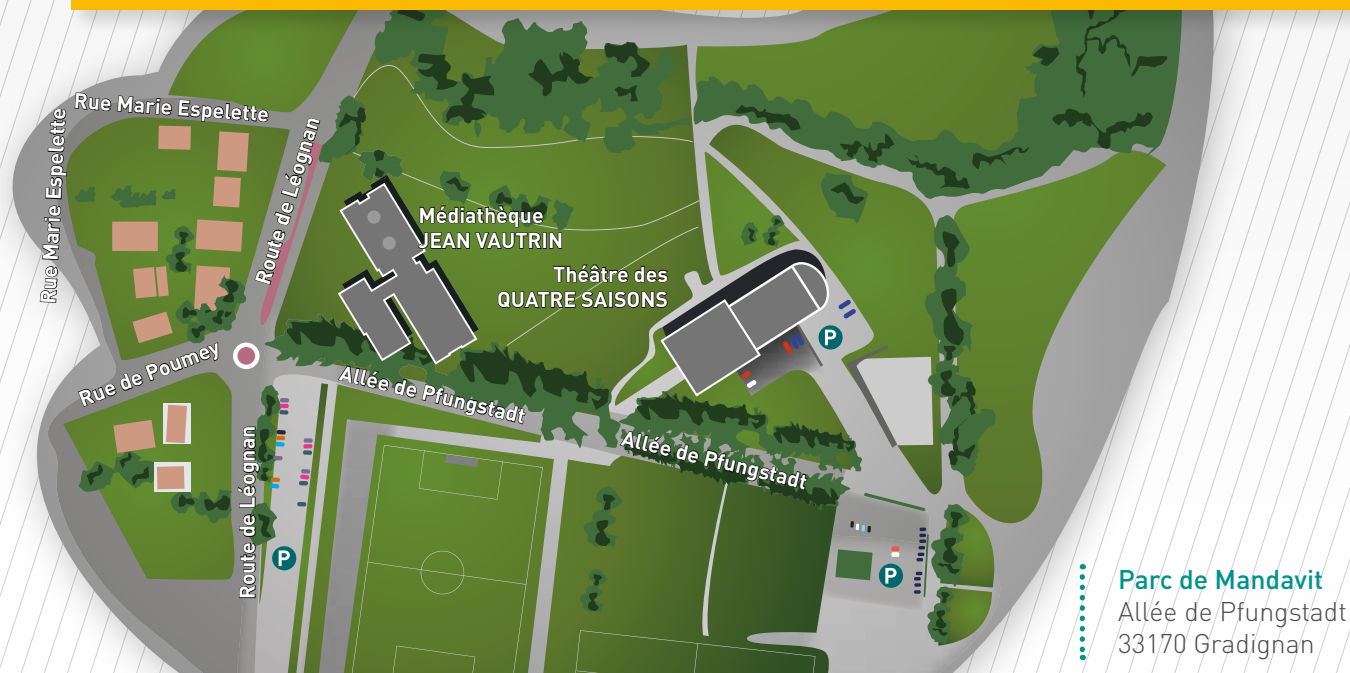 Rue Marie Espelette
Rue Marie Espelette
Route de Léognan
Médiathèque
JEAN VAUTRIN
Théâtre des
QUATRE SAISONS
P
Rue de Poumey
Allée de Pfungstadt
Allée de Pfungstadt
Route de Léognan
P
P
Parc de Mandavit
Allée de Pfungstadt
33170 Gradignan